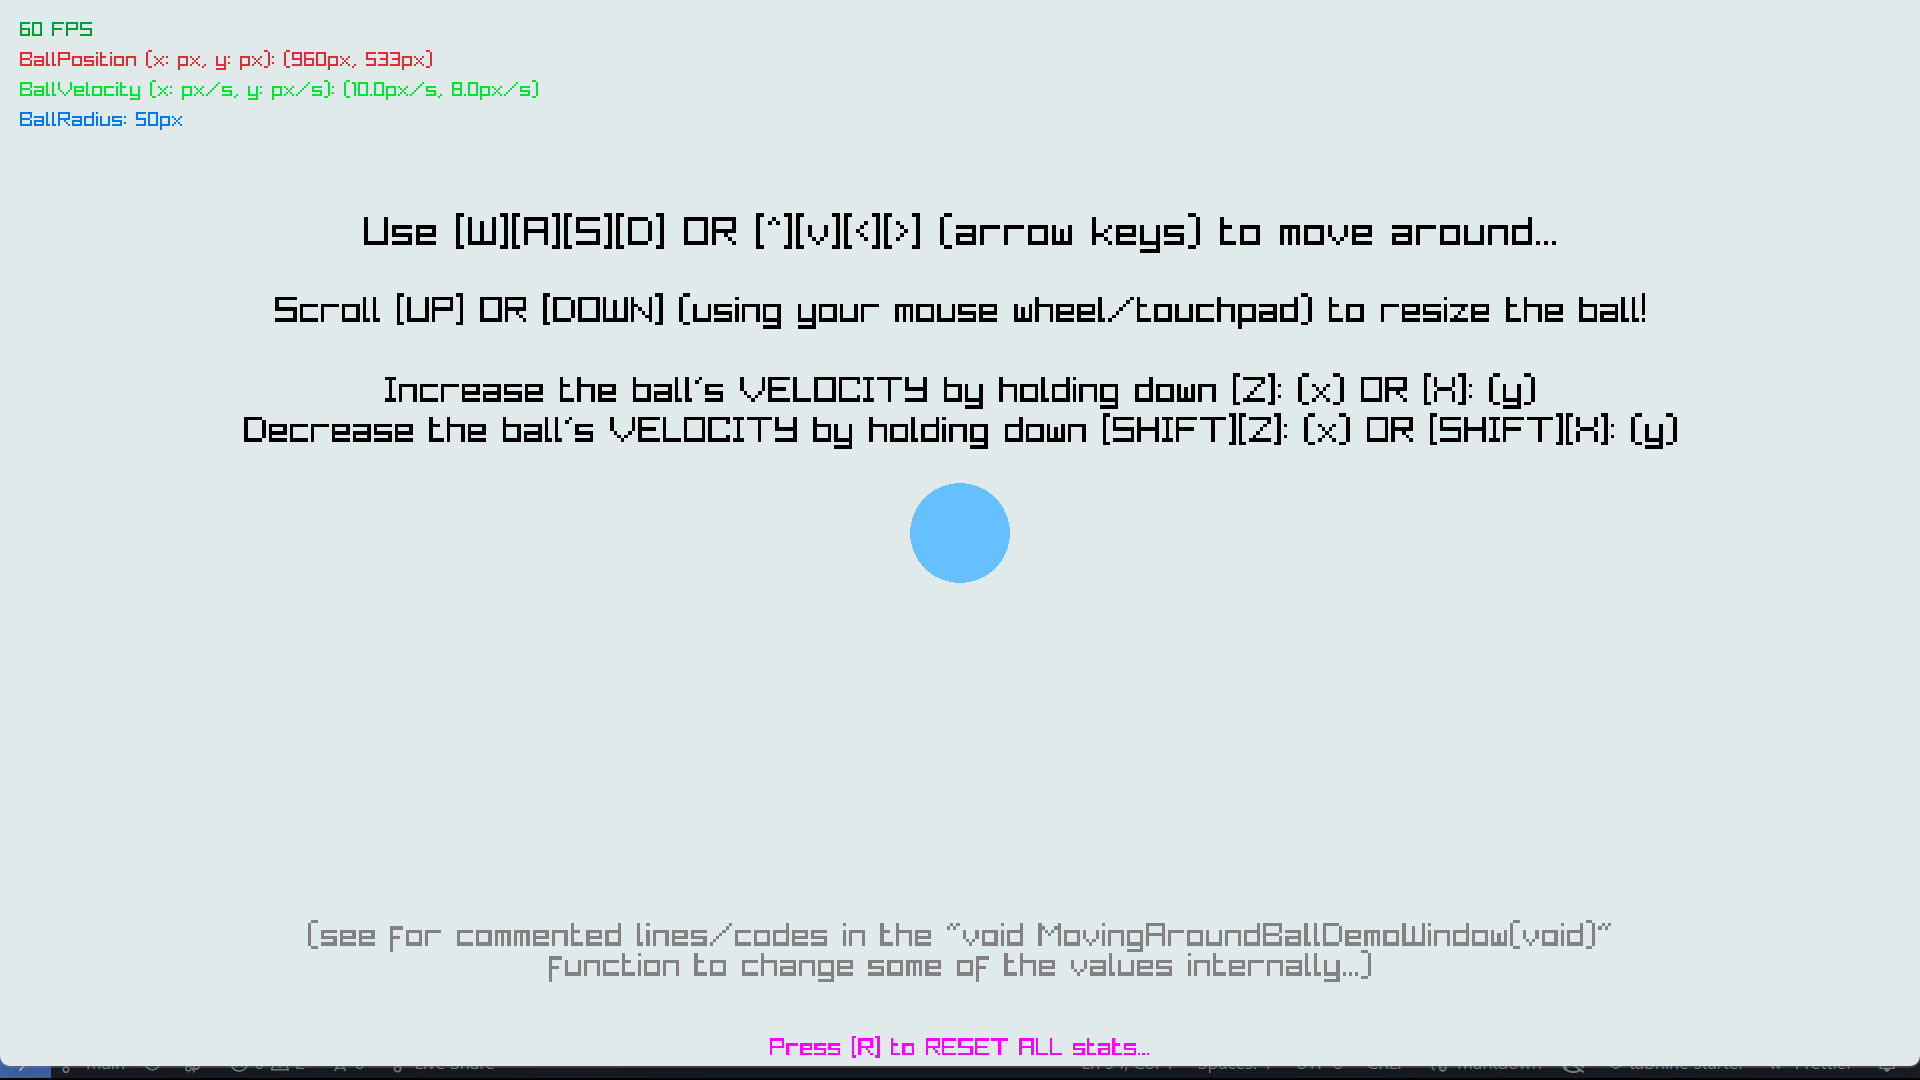 60 FPS
BallPosition (x: px, y: px): (960px, 533px)
BallVelocity (x: px/s, y: px/s): (10.0px/s, 8.0px/s)
BallRadius: 50px
Use [W][A][S][D] OR [^][v][<][>] (arrow keys) to move around...
Scroll [UP] OR [DOWN] (using your mouse wheel/touchpad) to resize the ball!
Increase the ball's VELOCITY by holding down [Z]: (x) OR [X]: (y)
Decrease the ball's VELOCITY by holding down [SHIFT][Z]: (x) OR [SHIFT][X]: (y)
(see for commented lines/codes in the "void MovingAroundBallDemoWindow(void)"
function to change some of the values internally...)
Press [R] to RESET ALL stats...